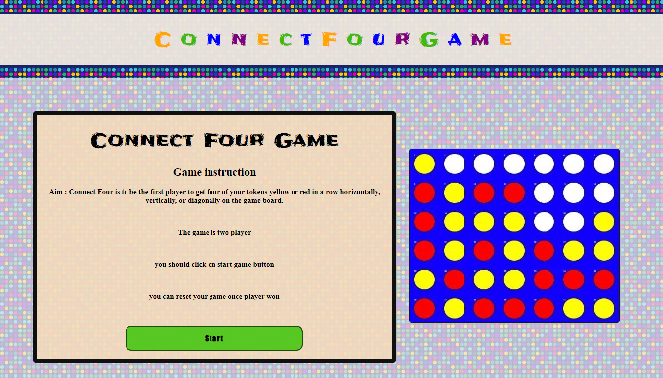 ConnectFourGame
Connect Four Game
Game instruction
Aim : Connect Four is to be the first player to get four of your tokens yellow or red in a row horizontally,
vertically, or diagonally on the game board.
The game is two player
you should click on start game button
you can reset your game once player won
Start